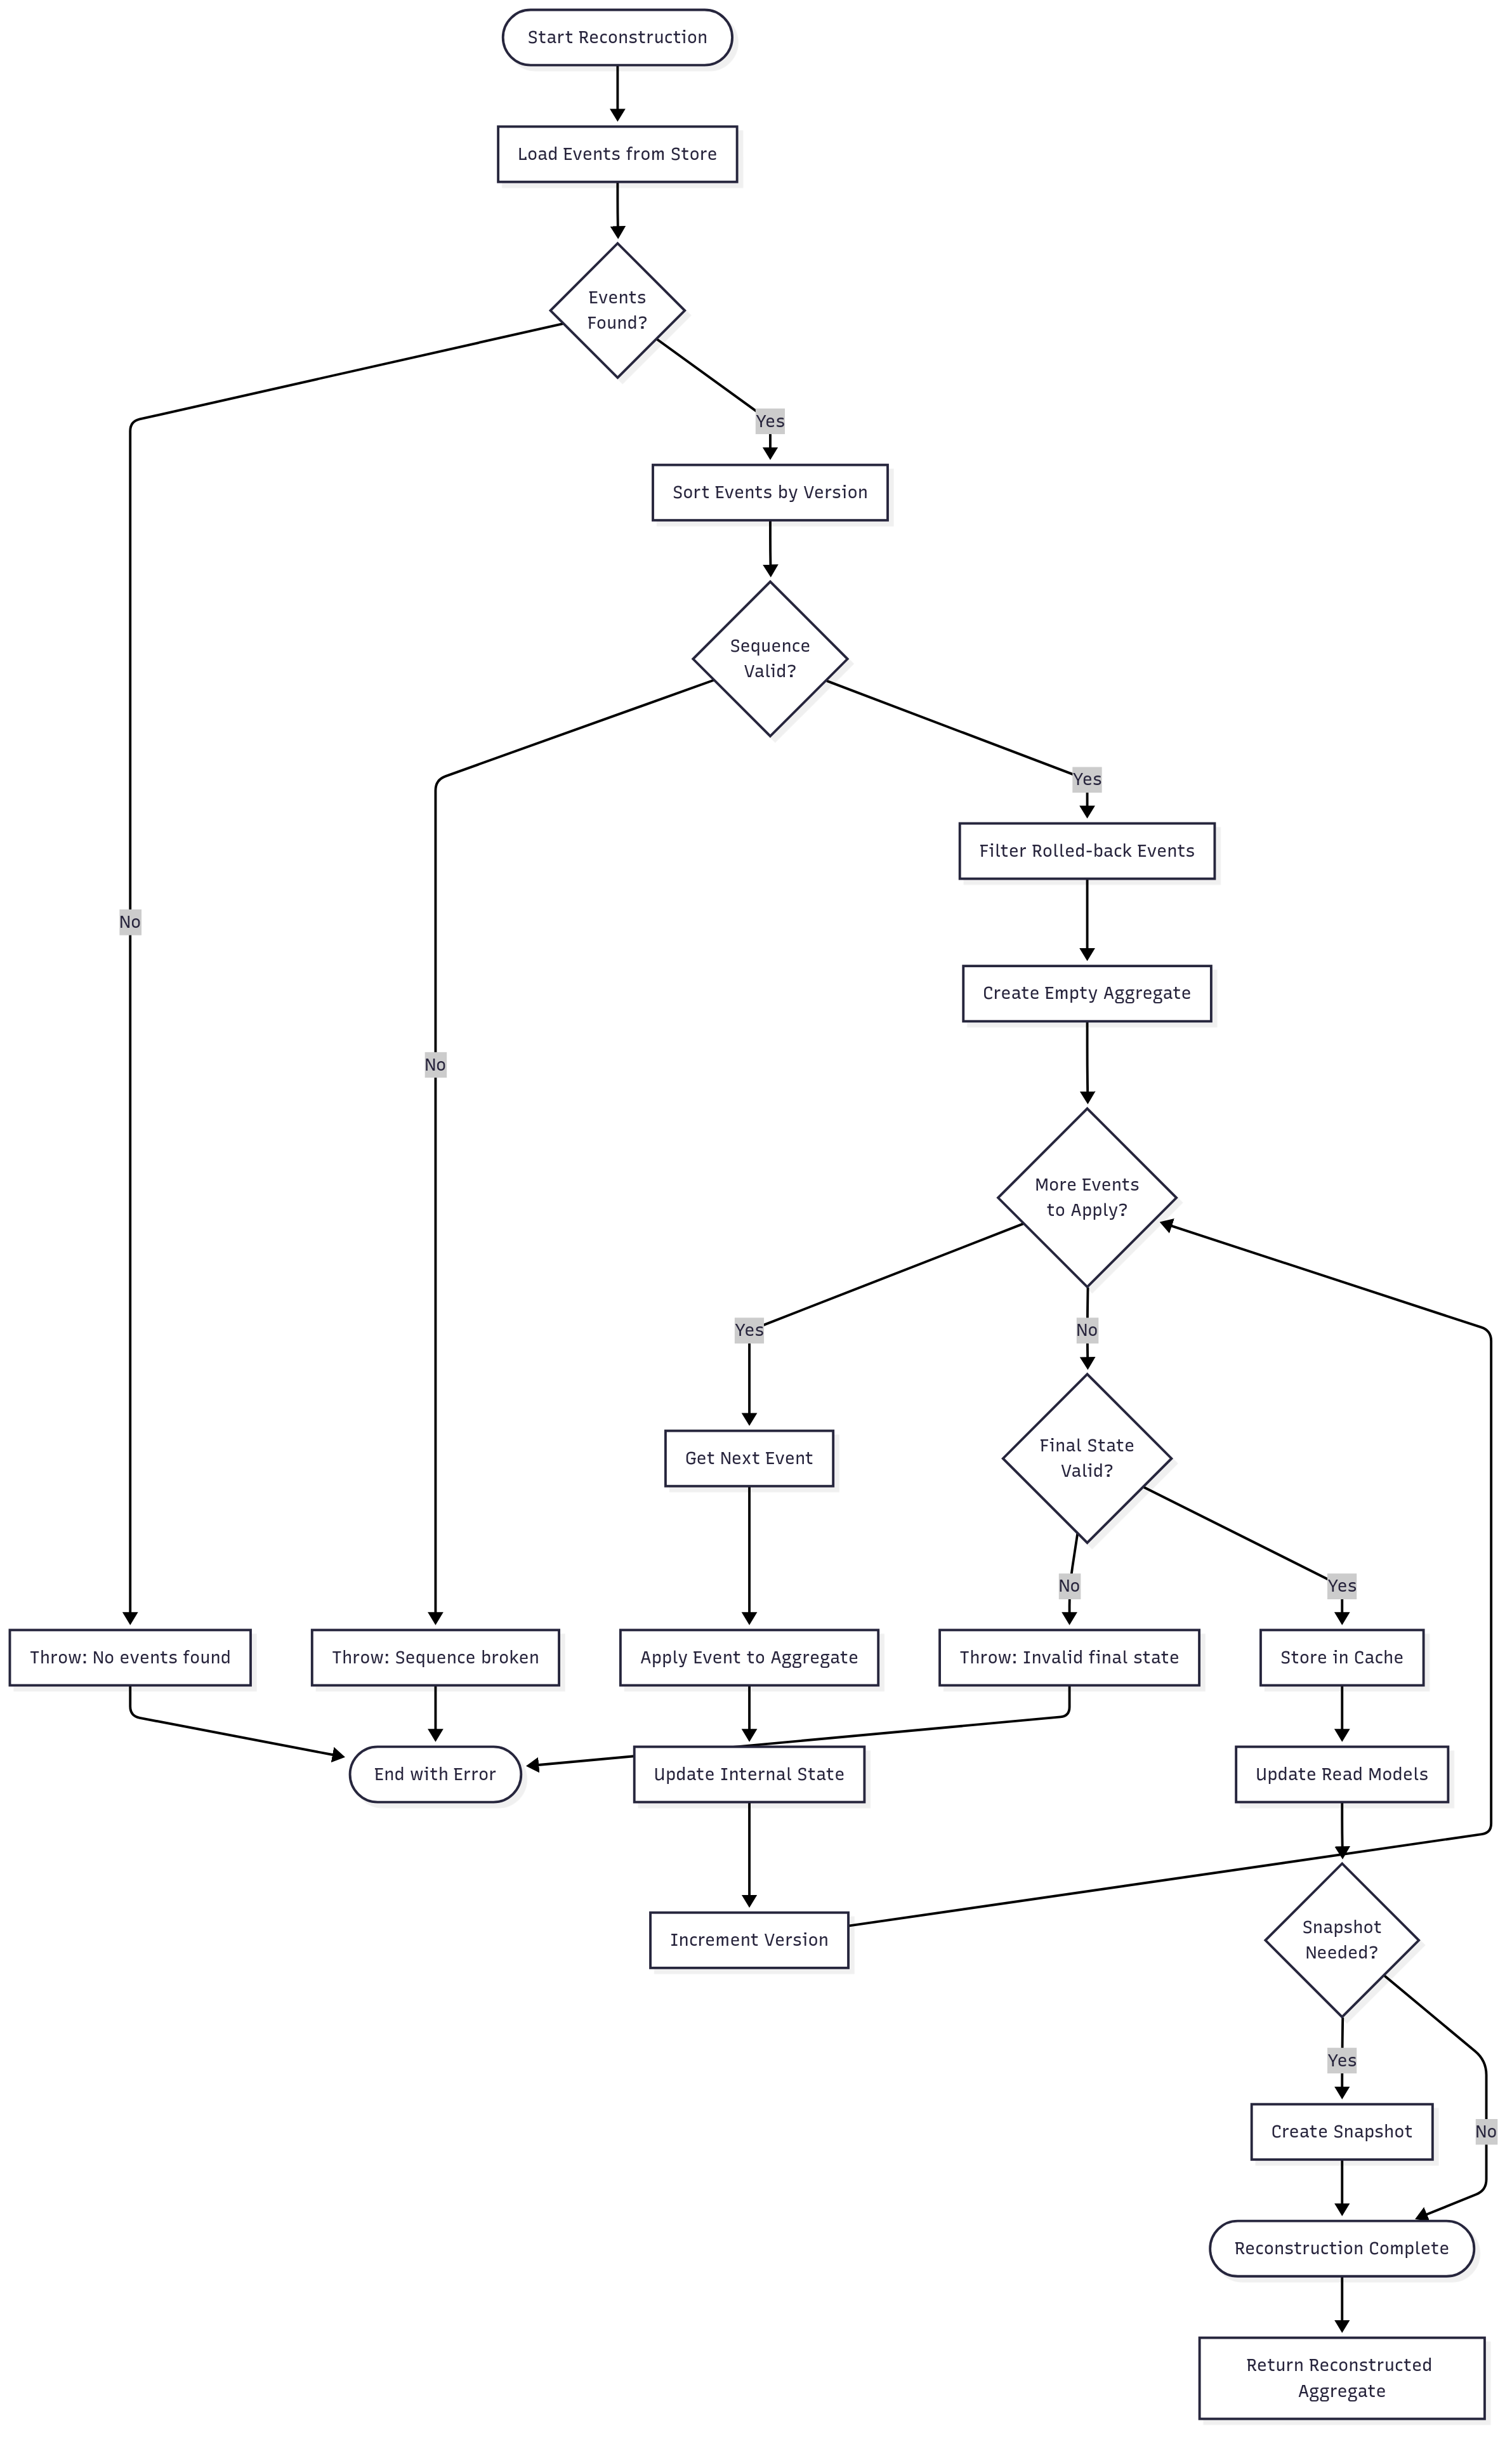 Start Reconstruction
Load Events from Store
Events
Found?
Yes
Sort Events by Version
Sequence
Valid?
Yes
Filter Rolled-back Events
No
Create Empty Aggregate
No
More Events
to Apply?
Yes
No
Get Next Event
Final State
Valid?
No
Yes
Throw: No events found
Throw: Sequence broken
Apply Event to Aggregate
Throw: Invalid final state
Store in Cache
End with Error
Update Internal State
Update Read Models
Increment Version
Snapshot
Needed?
Yes
Create Snapshot
No
Reconstruction Complete
Return Reconstructed
Aggregate